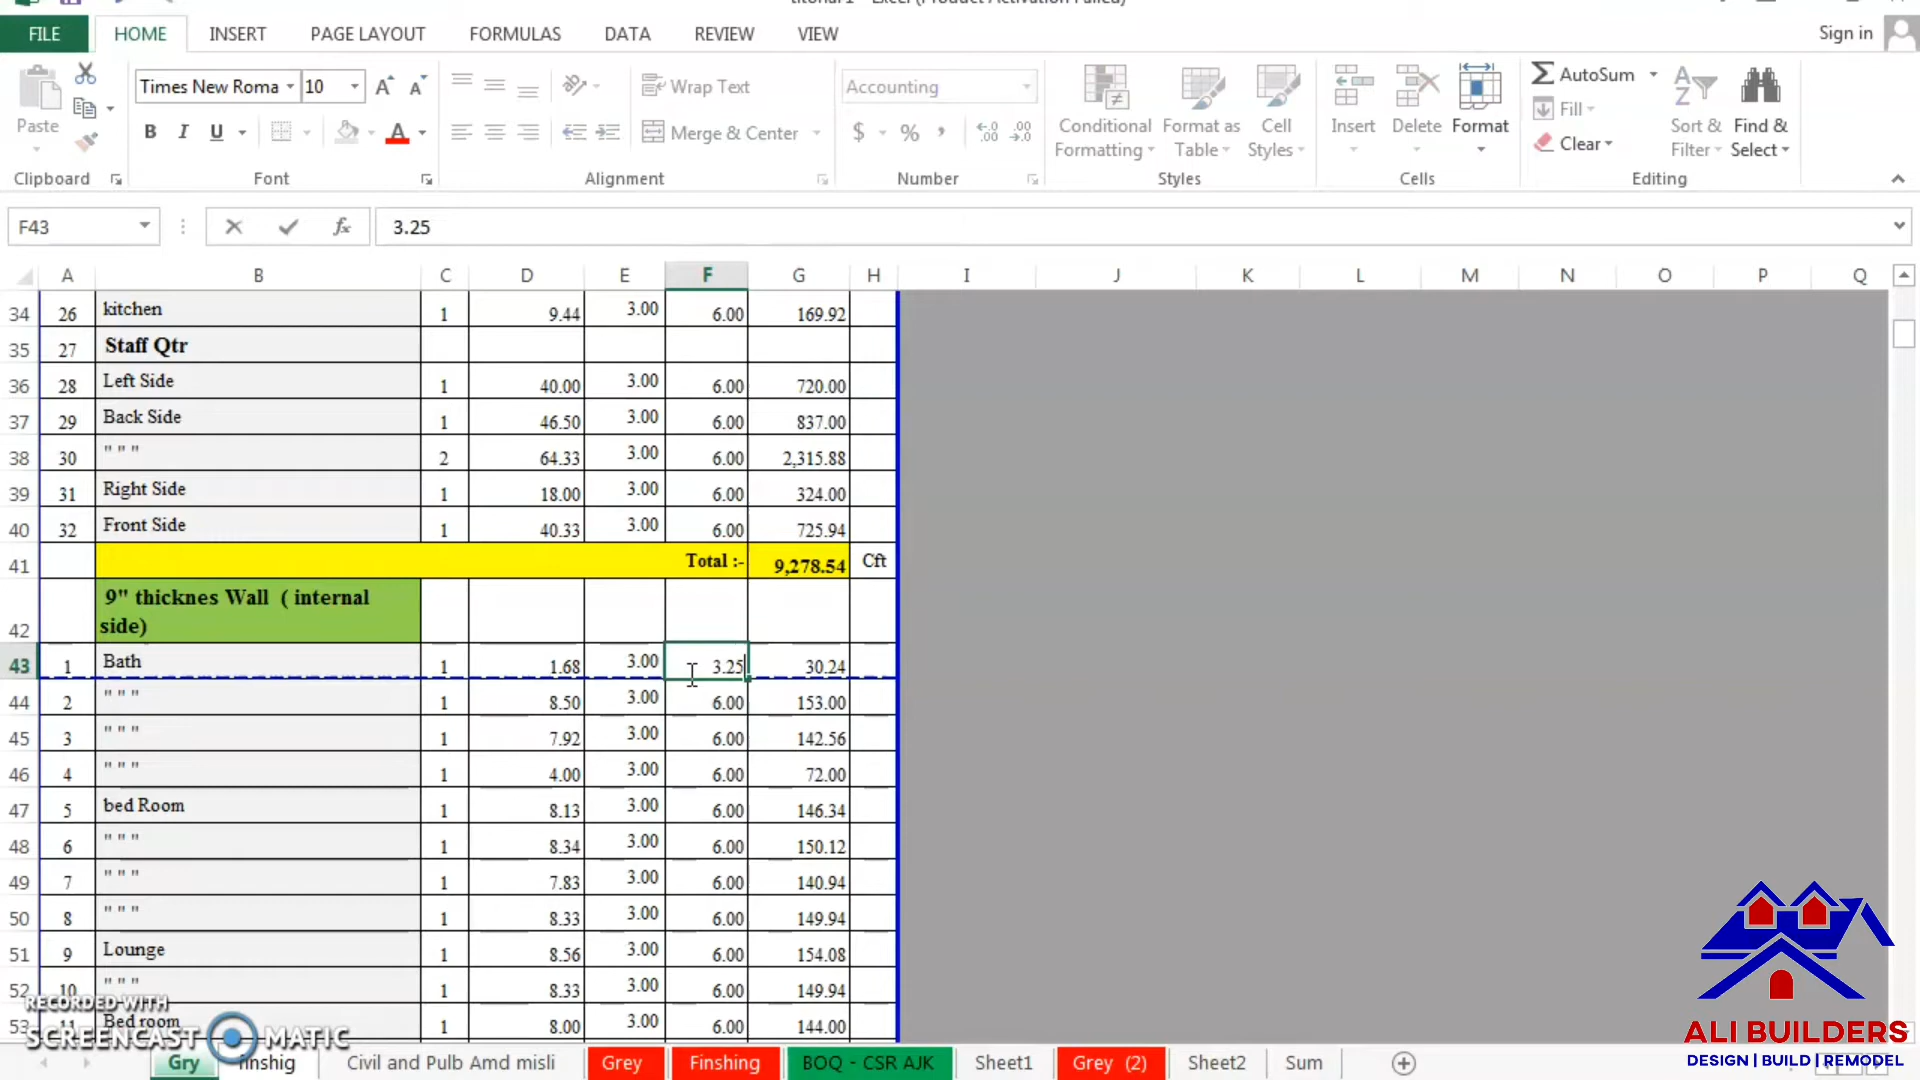 FILE HOME INSERT PAGE LAYOUT FORMULAS DATA REVIEW VIEW Sign in
Times New Roma 10 Wrap Text Accounting AutoSum
Paste B I U Merge & Center $ % Conditional Formatting Format as Table Cell Styles Insert Delete Format Fill Clear Sort & Filter Find & Select
Clipboard Font Alignment Number Styles Cells Editing
F43 fx 3.25
A B C D E F G H I J K L M N O P Q
34 26 kitchen 1 9.44 3.00 6.00 169.92
35 27 Staff Qtr
36 28 Left Side 1 40.00 3.00 6.00 720.00
37 29 Back Side 1 46.50 3.00 6.00 837.00
38 30 " " " 2 64.33 3.00 6.00 2,315.88
39 31 Right Side 1 18.00 3.00 6.00 324.00
40 32 Front Side 1 40.33 3.00 6.00 725.94
41 Total :- 9,278.54 Cft
42 9" thicknes Wall ( internal
side)
43 1 Bath 1 1.68 3.00 3.25 30.24
44 2 " " " 1 8.50 3.00 6.00 153.00
45 3 " " " 1 7.92 3.00 6.00 142.56
46 4 " " " 1 4.00 3.00 6.00 72.00
47 5 bed Room 1 8.13 3.00 6.00 146.34
48 6 " " " 1 8.34 3.00 6.00 150.12
49 7 " " " 1 7.83 3.00 6.00 140.94
50 8 " " " 1 8.33 3.00 6.00 149.94
51 9 Lounge 1 8.56 3.00 6.00 154.08
52 10 " " " 1 8.33 3.00 6.00 149.94
53 11 Bed room 1 8.00 3.00 6.00 144.00
RECORDED WITH
SCREENCAST MATIC
ALI BUILDERS
DESIGN | BUILD | REMODEL
Gry finshig Civil and Pulb Amd misli Grey Finshing BOQ - CSR AJK Sheet1 Grey (2) Sheet2 Sum